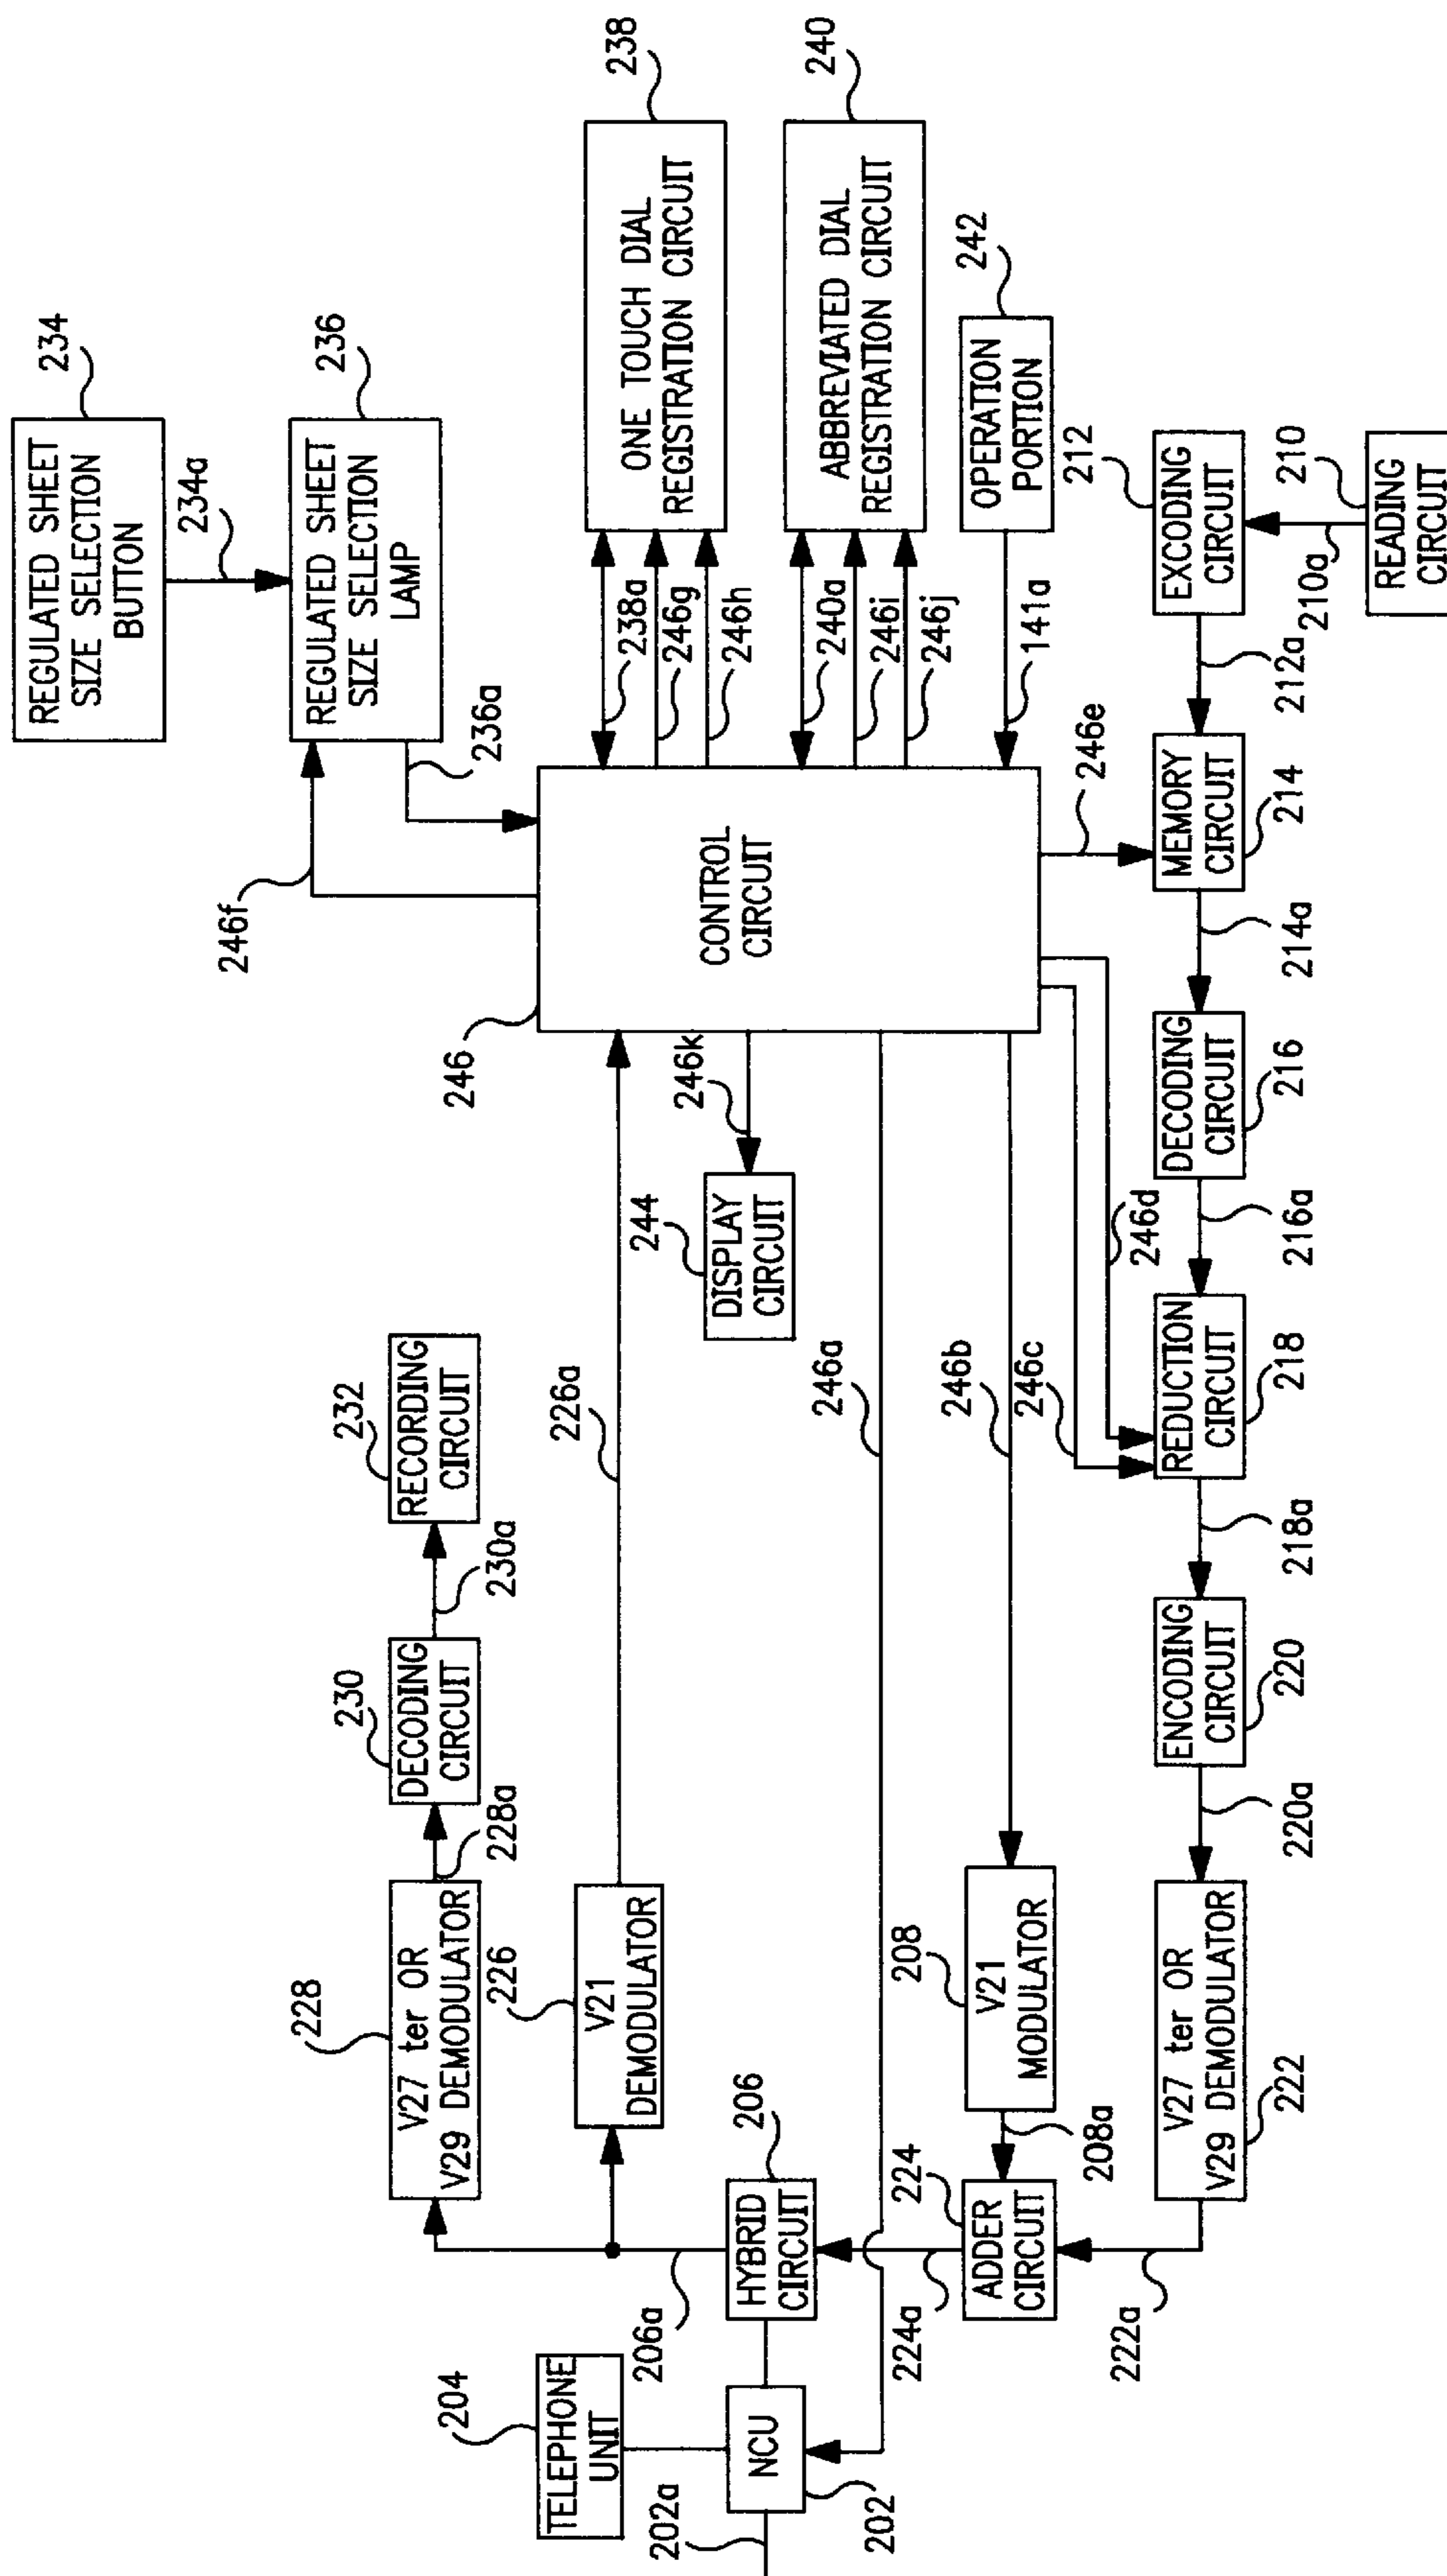 234
REGULATED SHEET
SIZE SELECTION
BUTTON
234a
236
REGULATED SHEET
SIZE SELECTION
LAMP
246f
236a
238
ONE TOUCH DIAL
REGISTRATION CIRCUIT
238a
246g
246h
240
ABBREVIATED DIAL
REGISTRATION CIRCUIT
240a
246i
246j
242
OPERATION
PORTION
141a
246
CONTROL
CIRCUIT
246k
244
DISPLAY
CIRCUIT
246e
232
RECORDING
CIRCUIT
230a
230
DECODING
CIRCUIT
228a
228
V27 ter OR
V29 DEMODULATOR
226
V21
DEMODULATOR
226a
246a
246b
246c
246d
208
V21
MODULATOR
208a
206
HYBRID
CIRCUIT
206a
204
TELEPHONE
UNIT
202a
NCU
202
224
ADDER
CIRCUIT
224a
222a
V27 ter OR
V29 DEMODULATOR
222
220a
ENCODING
CIRCUIT
220
218a
REDUCTION
CIRCUIT
218
216a
DECODING
CIRCUIT
216
214a
MEMORY
CIRCUIT
214
212a
212
EXCODING
CIRCUIT
210a
210
READING
CIRCUIT